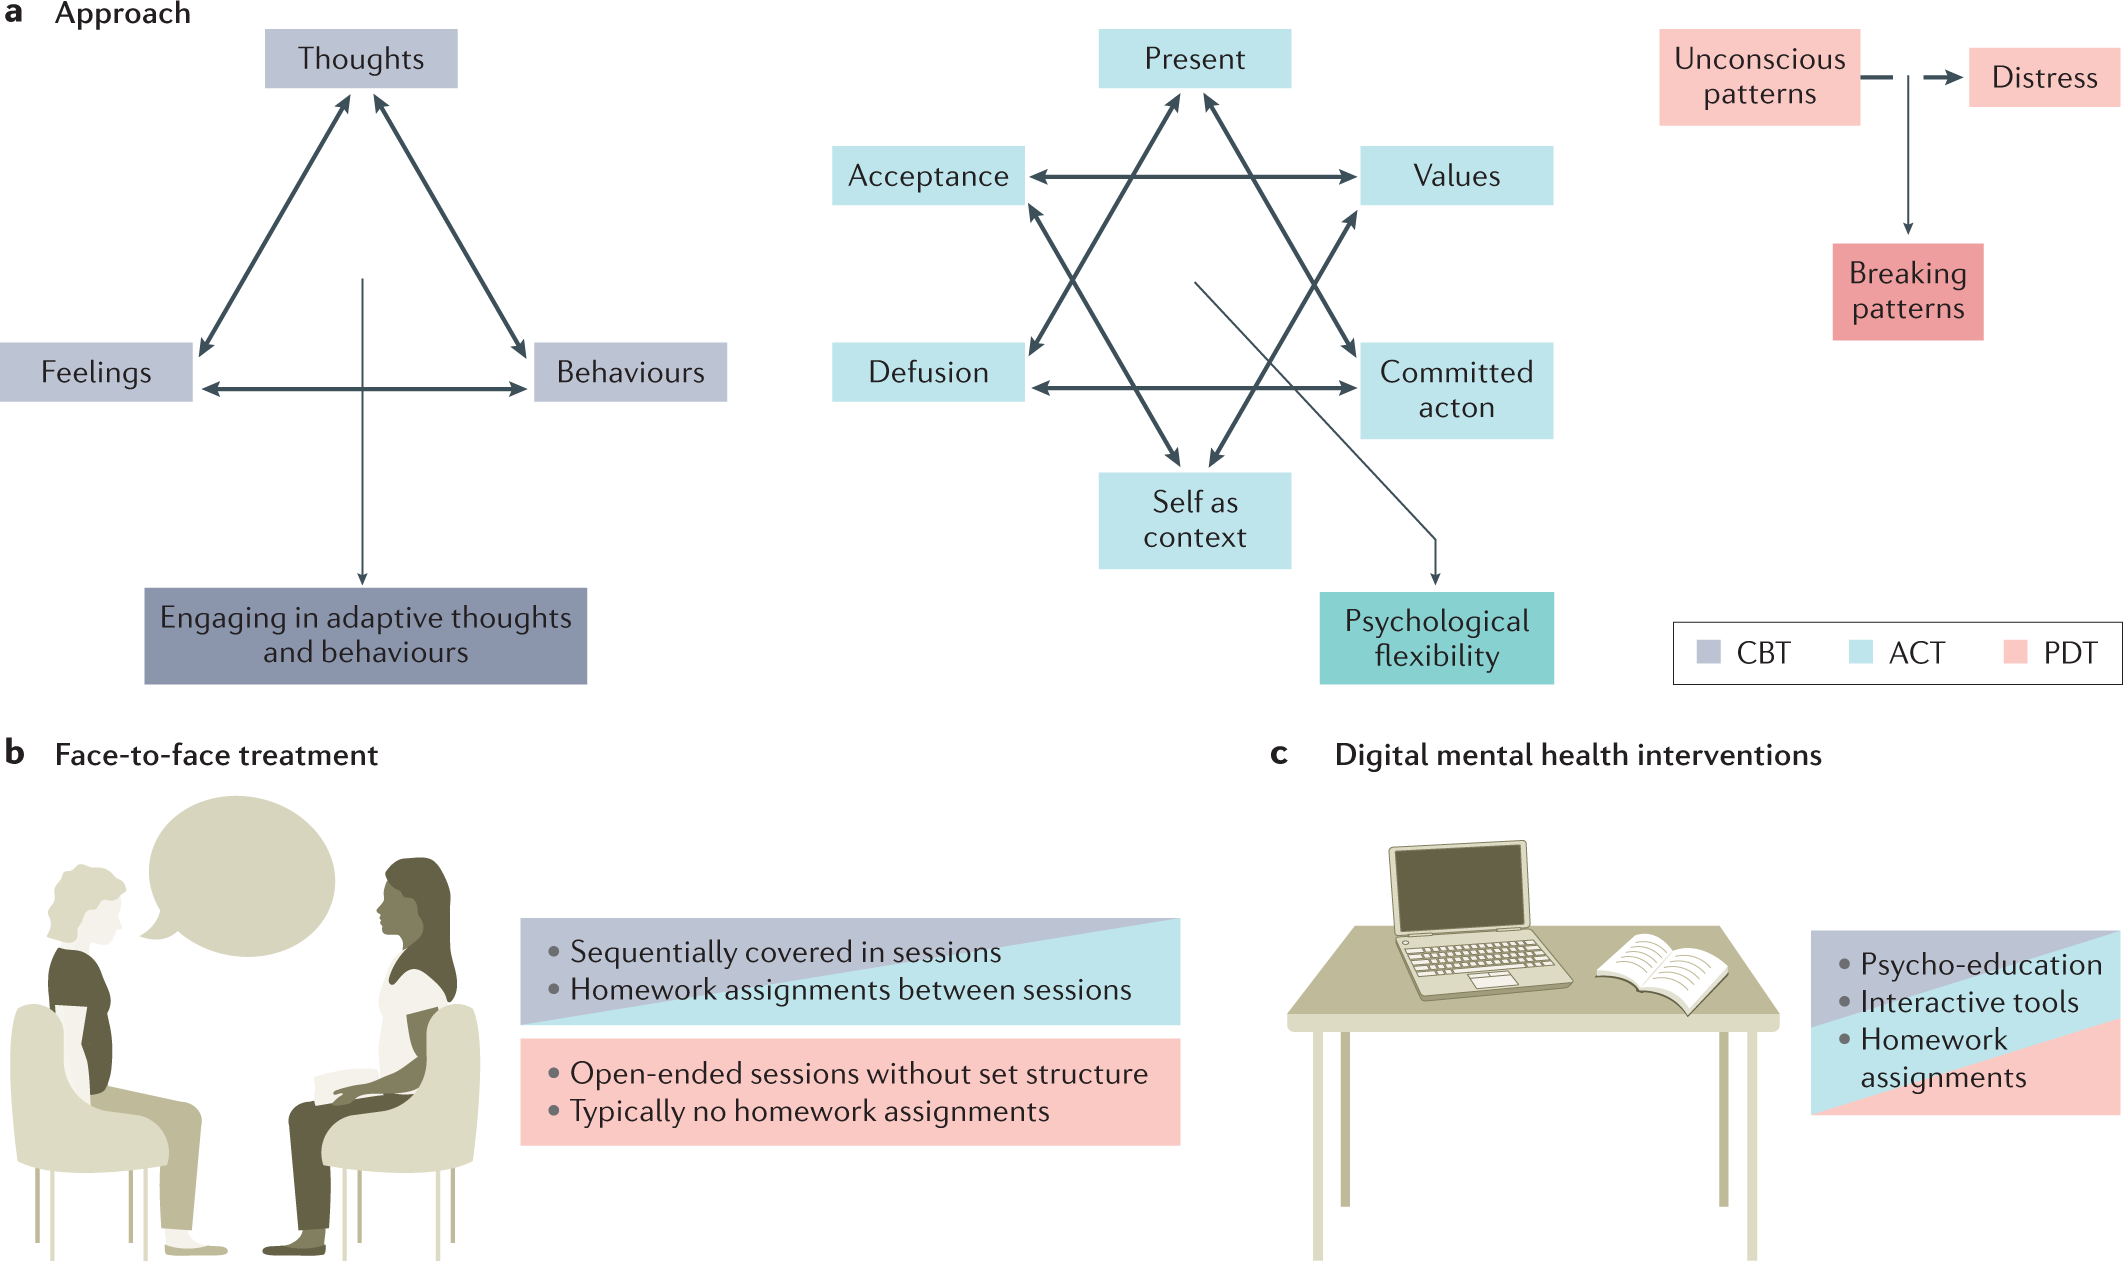 a Approach
Thoughts
Feelings
Behaviours
Engaging in adaptive thoughts
and behaviours
Present
Acceptance
Values
Defusion
Committed
acton
Self as
context
Psychological
flexibility
Unconscious
patterns
Distress
Breaking
patterns
CBT ACT PDT
b Face-to-face treatment
• Sequentially covered in sessions
• Homework assignments between sessions
• Open-ended sessions without set structure
• Typically no homework assignments
c Digital mental health interventions
• Psycho-education
• Interactive tools
• Homework
assignments